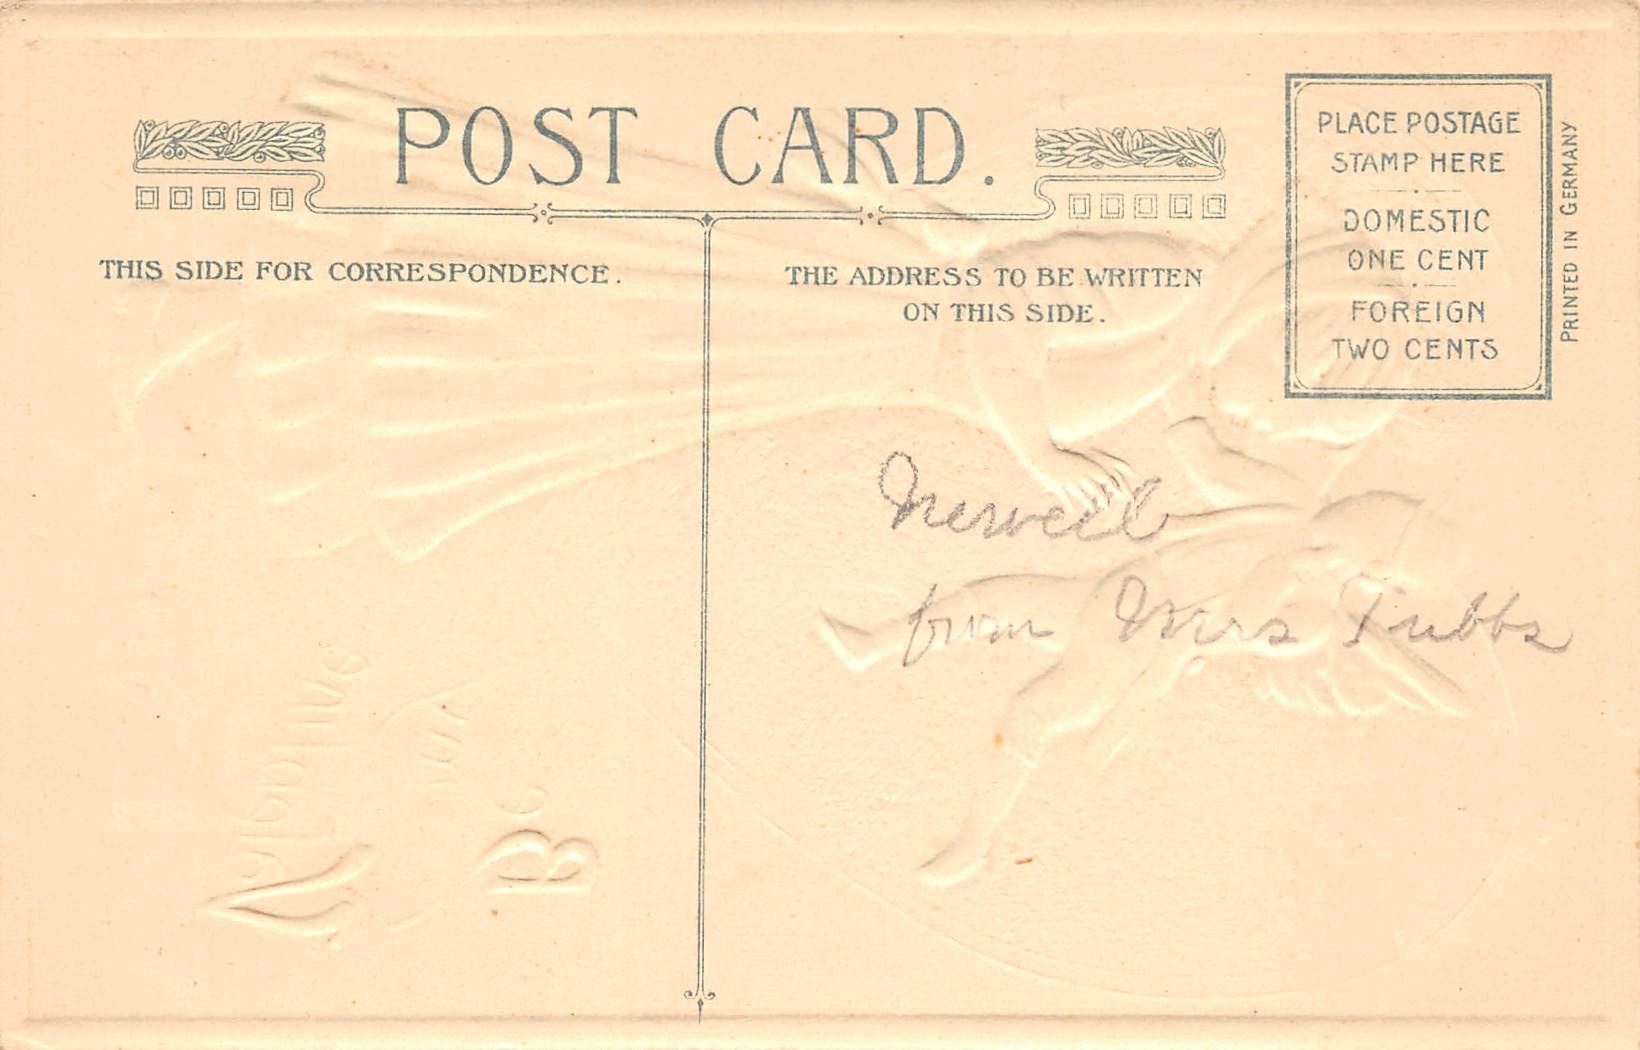 POST CARD.
THIS SIDE FOR CORRESPONDENCE.
THE ADDRESS TO BE WRITTEN
ON THIS SIDE.
PLACE POSTAGE
STAMP HERE
DOMESTIC
ONE CENT
FOREIGN
TWO CENTS
PRINTED IN GERMANY
from Mrs Tubbs
Be